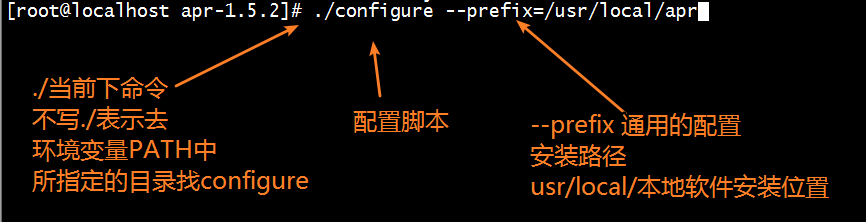 [root@localhost apr-1.5.2]# ./configure --prefix=/usr/local/apr
./当前下命令
不写./表示去
环境变量PATH中
所指定的目录找configure
配置脚本
--prefix 通用的配置
安装路径
usr/local/本地软件安装位置